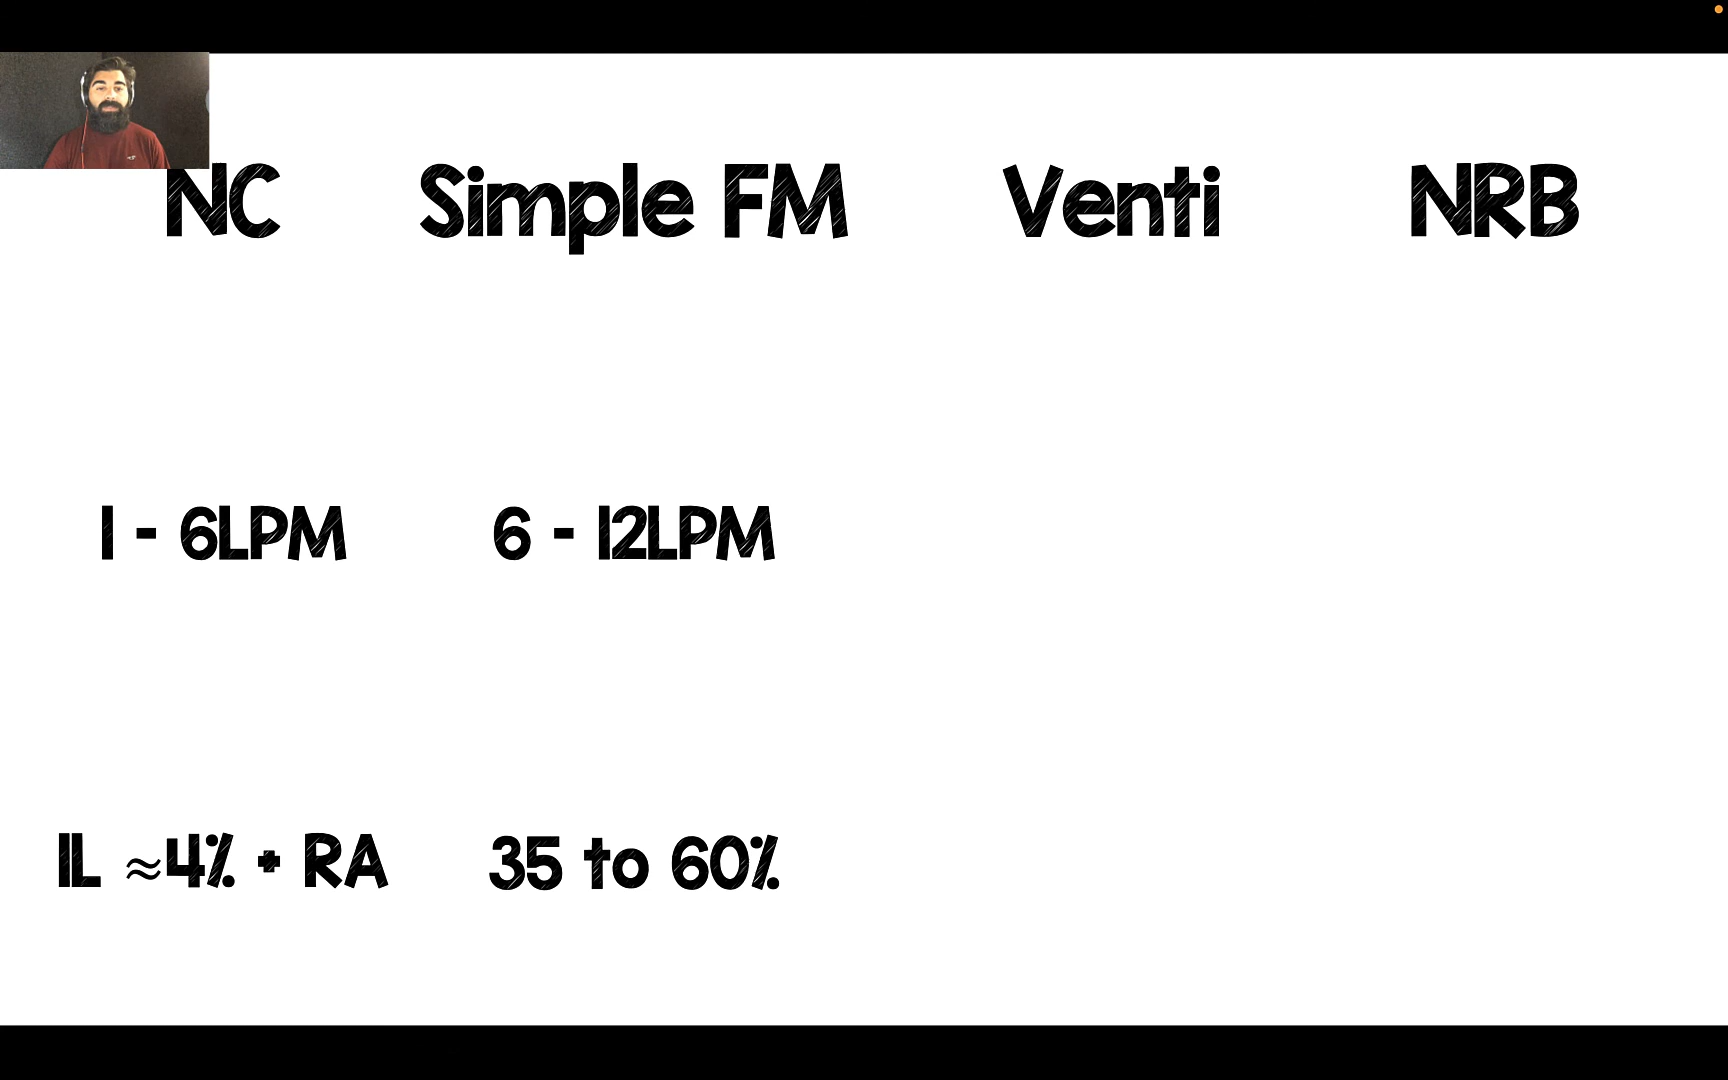 NC Simple FM Venti NRB
1 - 6LPM 6 - 12LPM
1L ≈4% + RA 35 to 60%